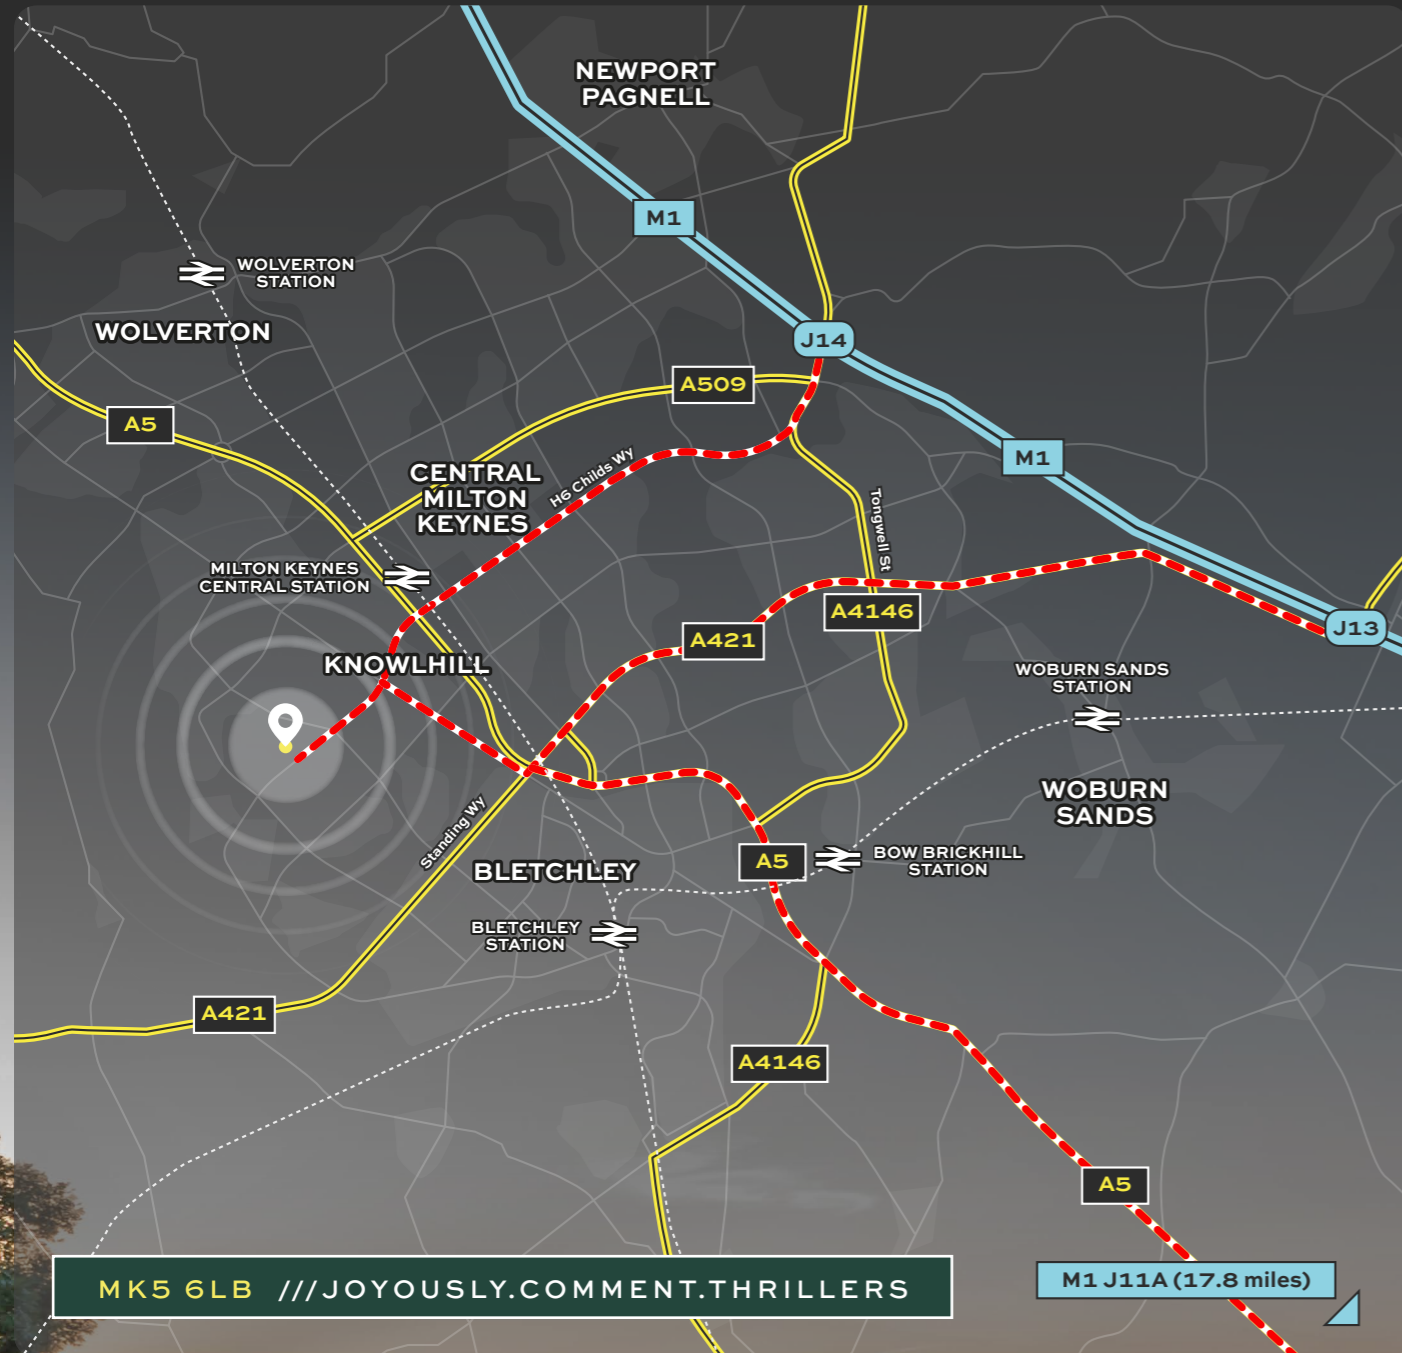 NEWPORT
PAGNELL
M1
WOLVERTON
STATION
WOLVERTON
J14
A509
A5
M1
CENTRAL
MILTON
KEYNES
H6 Childs Wy
Tongwell St
MILTON KEYNES
CENTRAL STATION
A4146
J13
A421
KNOWLHILL
WOBURN SANDS
STATION
WOBURN
SANDS
Standing Wy
A5
BOW BRICKHILL
STATION
BLETCHLEY
BLETCHLEY
STATION
A421
A4146
A5
MK5 6LB ///JOYOUSLY.COMMENT.THRILLERS
M1 J11A (17.8 miles)